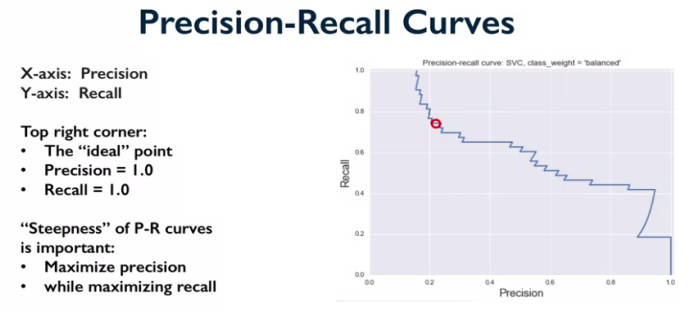 Precision-Recall Curves
X-axis: Precision
Y-axis: Recall
Top right corner:
• The “ideal” point
• Precision = 1.0
• Recall = 1.0
“Steepness” of P-R curves
is important:
• Maximize precision
• while maximizing recall
Precision-recall curve: SVC, class_weight = 'balanced'
1.0
0.8
0.6
0.4
0.2
0.0
Recall
0.0 0.2 0.4 0.6 0.8 1.0
Precision